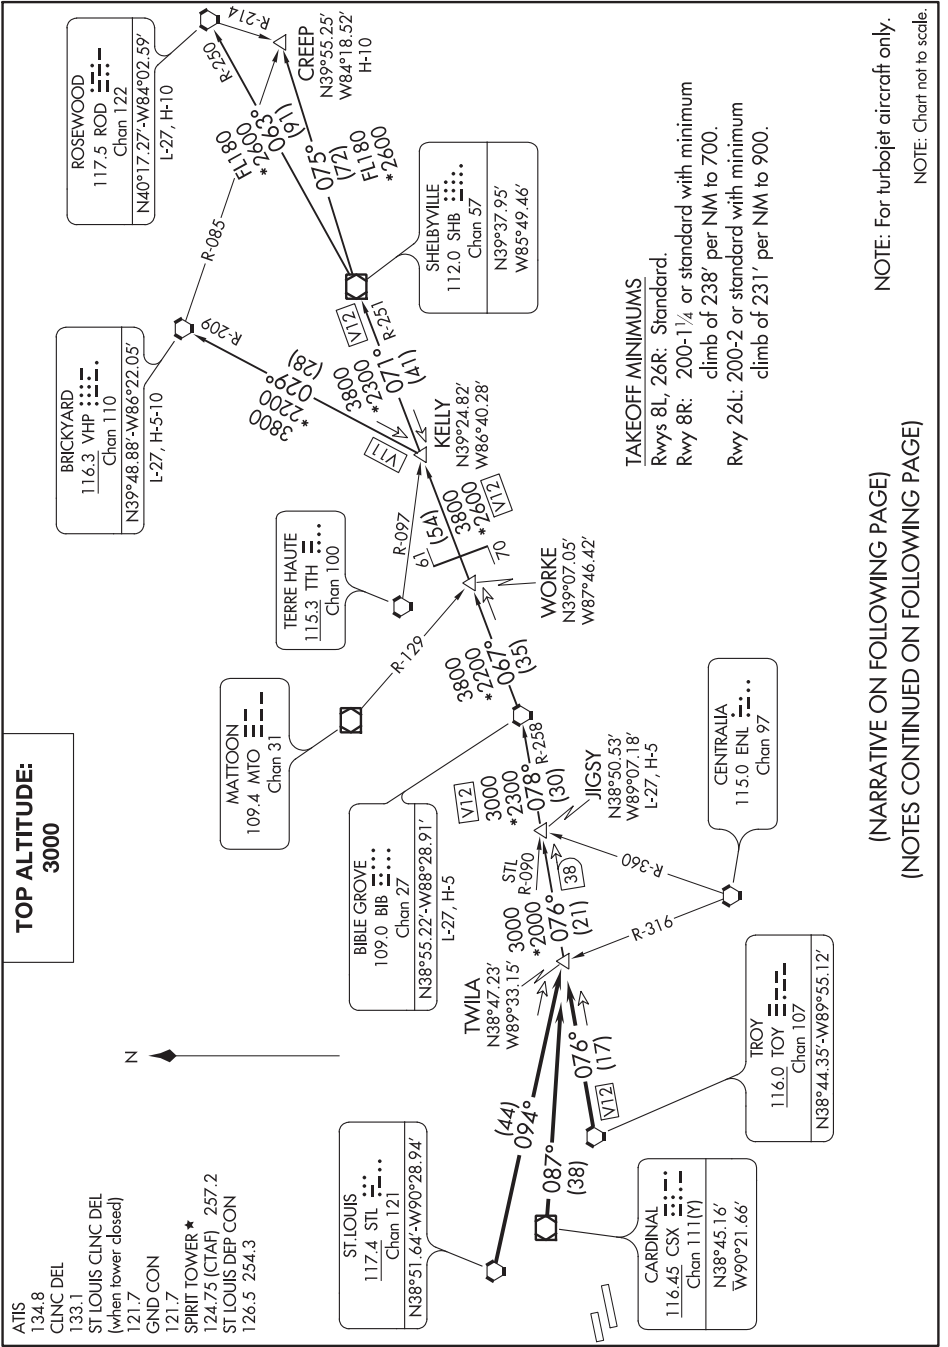 ATIS
134.8
CLNC DEL
133.1
ST LOUIS CLNC DEL
(when tower closed)
121.7
GND CON
121.7
SPIRIT TOWER ★
124.75 (CTAF) 257.2
ST LOUIS DEP CON
126.5 254.3
N
TOP ALTITUDE:
3000
ST.LOUIS
117.4 STL
Chan 121
N38°51.64'-W90°28.94'
(44)
094°
CARDINAL
116.45 CSX
Chan 111(Y)
N38°45.16'
W90°21.66'
087°
(38)
TROY
116.0 TOY
Chan 107
N38°44.35'-W89°55.12'
V12
076°
(17)
TWILA
N38°47.23'
W89°33.15'
3000
*2000
076°
(21)
STL
R-090
38
R-316
R-360
CENTRALIA
115.0 ENL
Chan 97
JIGSY
N38°50.53'
W89°07.18'
L-27, H-5
V12
3000
*2300
078°
(30)
R-258
BIBLE GROVE
109.0 BIB
Chan 27
N38°55.22'-W88°28.91'
L-27, H-5
3800
*2200
067°
(35)
MATTOON
109.4 MTO
Chan 31
R-129
WORKE
N39°07.05'
W87°46.42'
TERRE HAUTE
115.3 TTH
Chan 100
R-097
61
70
(54)
3800
*2600
V12
KELLY
N39°24.82'
W86°40.28'
V11
3800
*2200
029°
(28)
R-209
BRICKYARD
116.3 VHP
Chan 110
N39°48.88'-W86°22.05'
L-27, H-5-10
R-085
3800
*2300
071°
(41)
V12
R-251
SHELBYVILLE
112.0 SHB
Chan 57
N39°37.95'
W85°49.46'
FL180
*2600
063°
(91)
R-250
075°
(72)
FL180
*2600
ROSEWOOD
117.5 ROD
Chan 122
N40°17.27'-W84°02.59'
L-27, H-10
R-214
CREEP
N39°55.25'
W84°18.52'
H-10
TAKEOFF MINIMUMS
Rwys 8L, 26R: Standard.
Rwy 8R: 200-1¼ or standard with minimum
climb of 238' per NM to 700.
Rwy 26L: 200-2 or standard with minimum
climb of 231' per NM to 900.
(NARRATIVE ON FOLLOWING PAGE)
(NOTES CONTINUED ON FOLLOWING PAGE)
NOTE: For turbojet aircraft only.
NOTE: Chart not to scale.